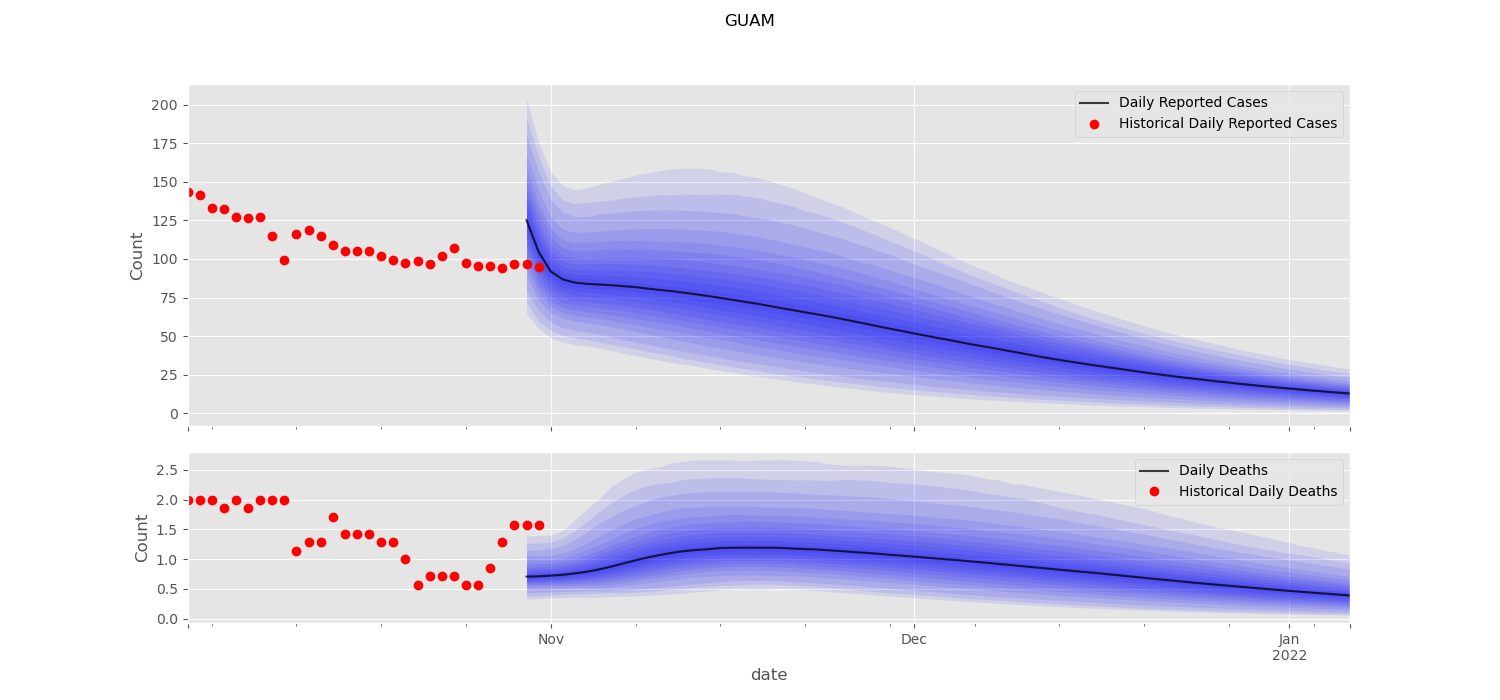 GUAM
200
175
150
125
100
75
50
25
0
Count
Daily Reported Cases
Historical Daily Reported Cases
2.5
2.0
1.5
1.0
0.5
0.0
Count
Daily Deaths
Historical Daily Deaths
Nov
Dec
Jan
2022
date